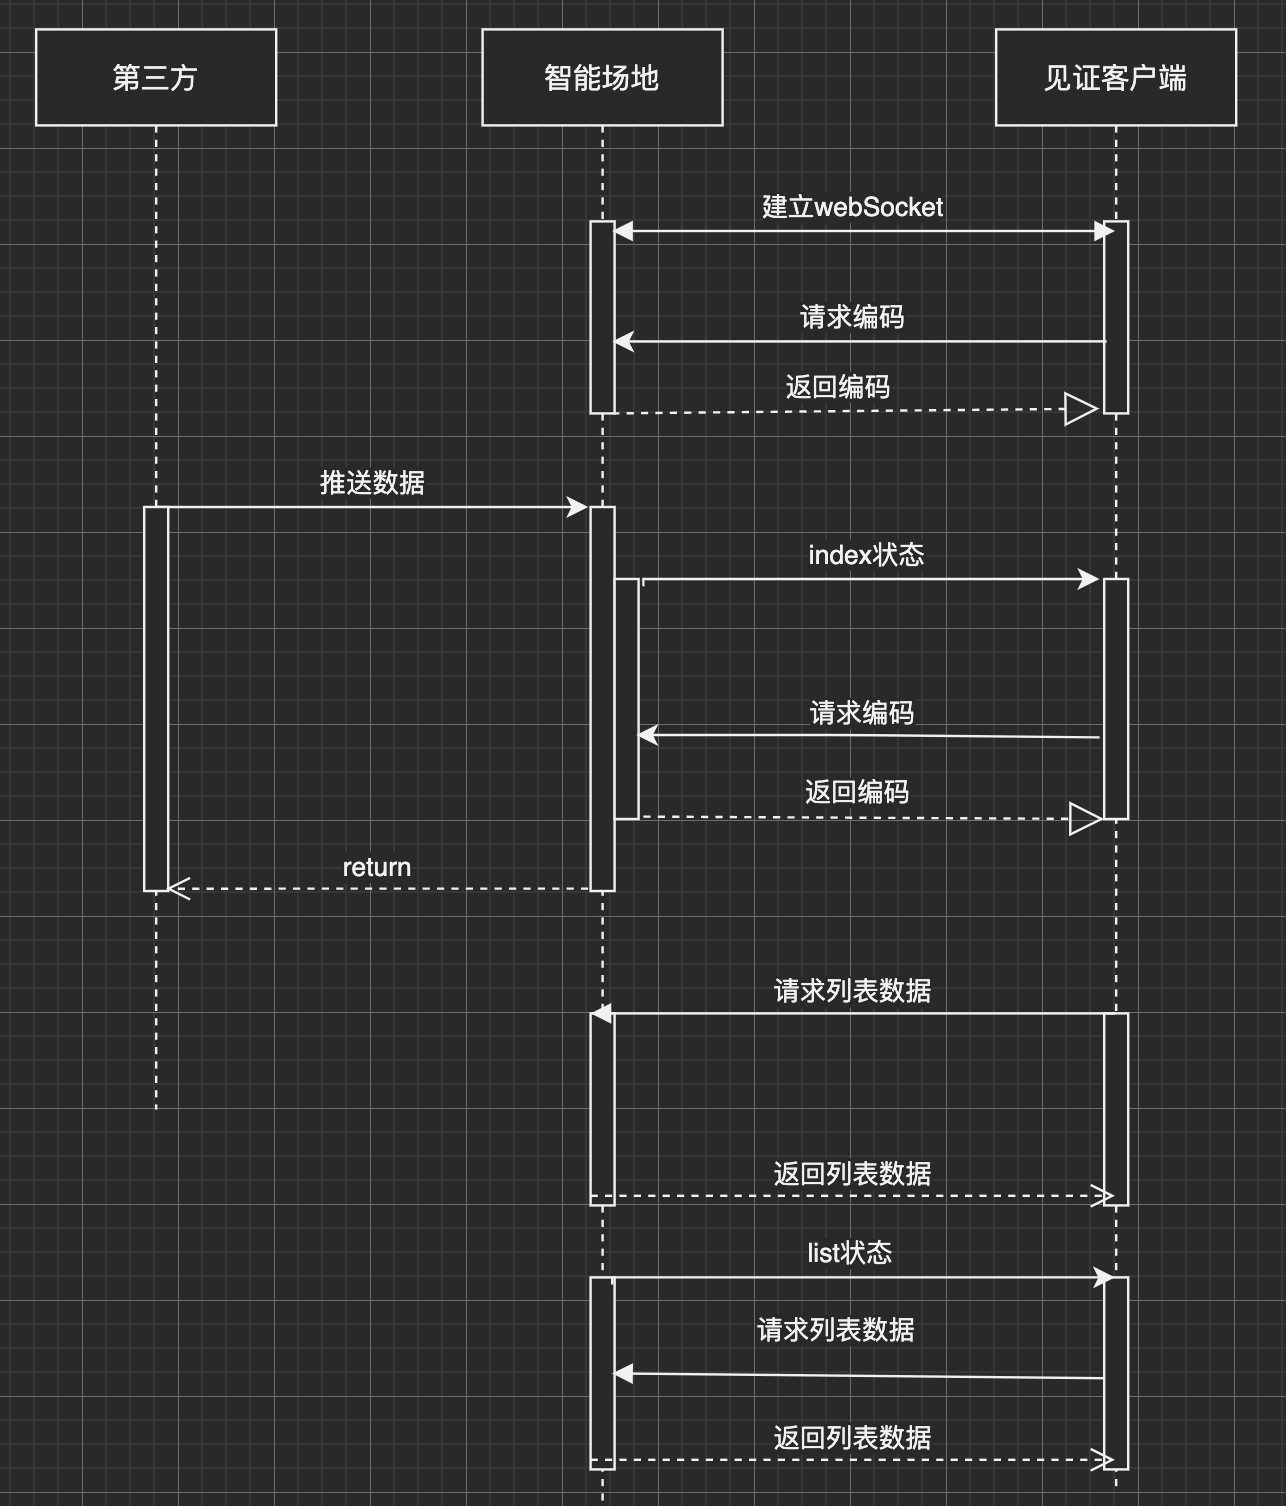 第三方
智能场地
见证客户端
建立webSocket
请求编码
返回编码
推送数据
index状态
请求编码
返回编码
return
请求列表数据
返回列表数据
list状态
请求列表数据
返回列表数据